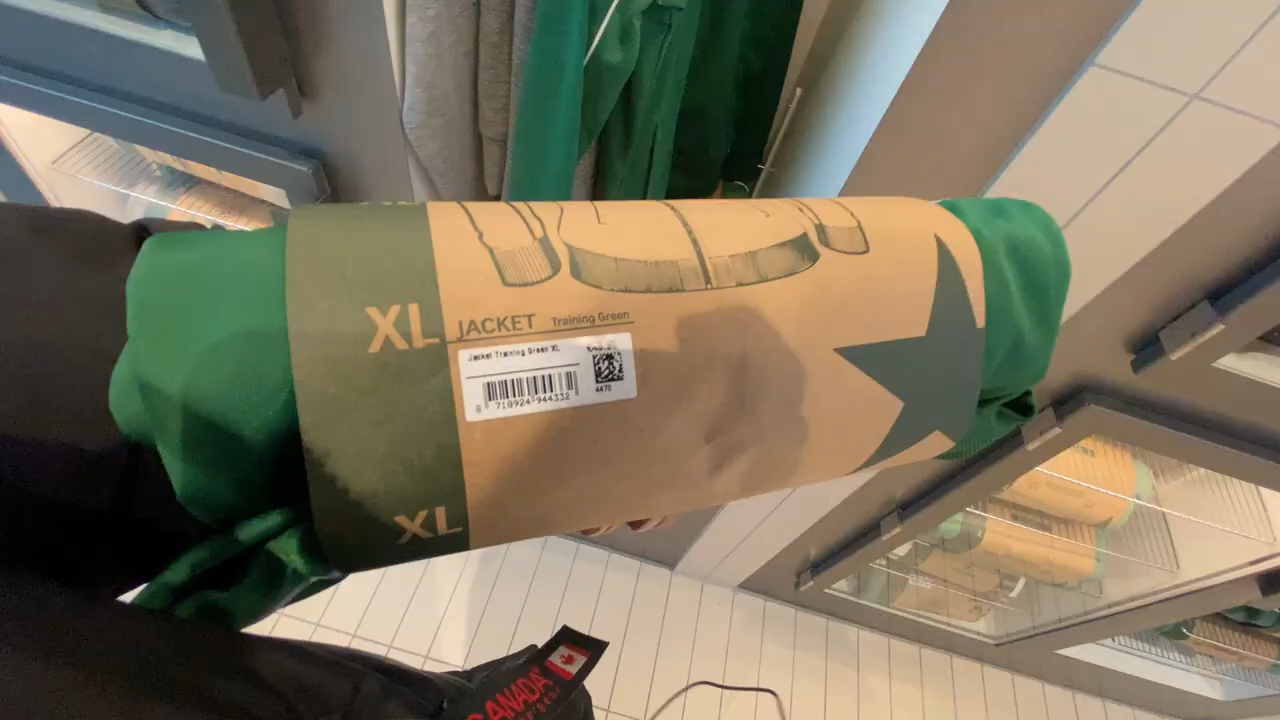 XL JACKET Training Green
Jacket Training Green XL
4470
8 718924 944332
XL
CANADA